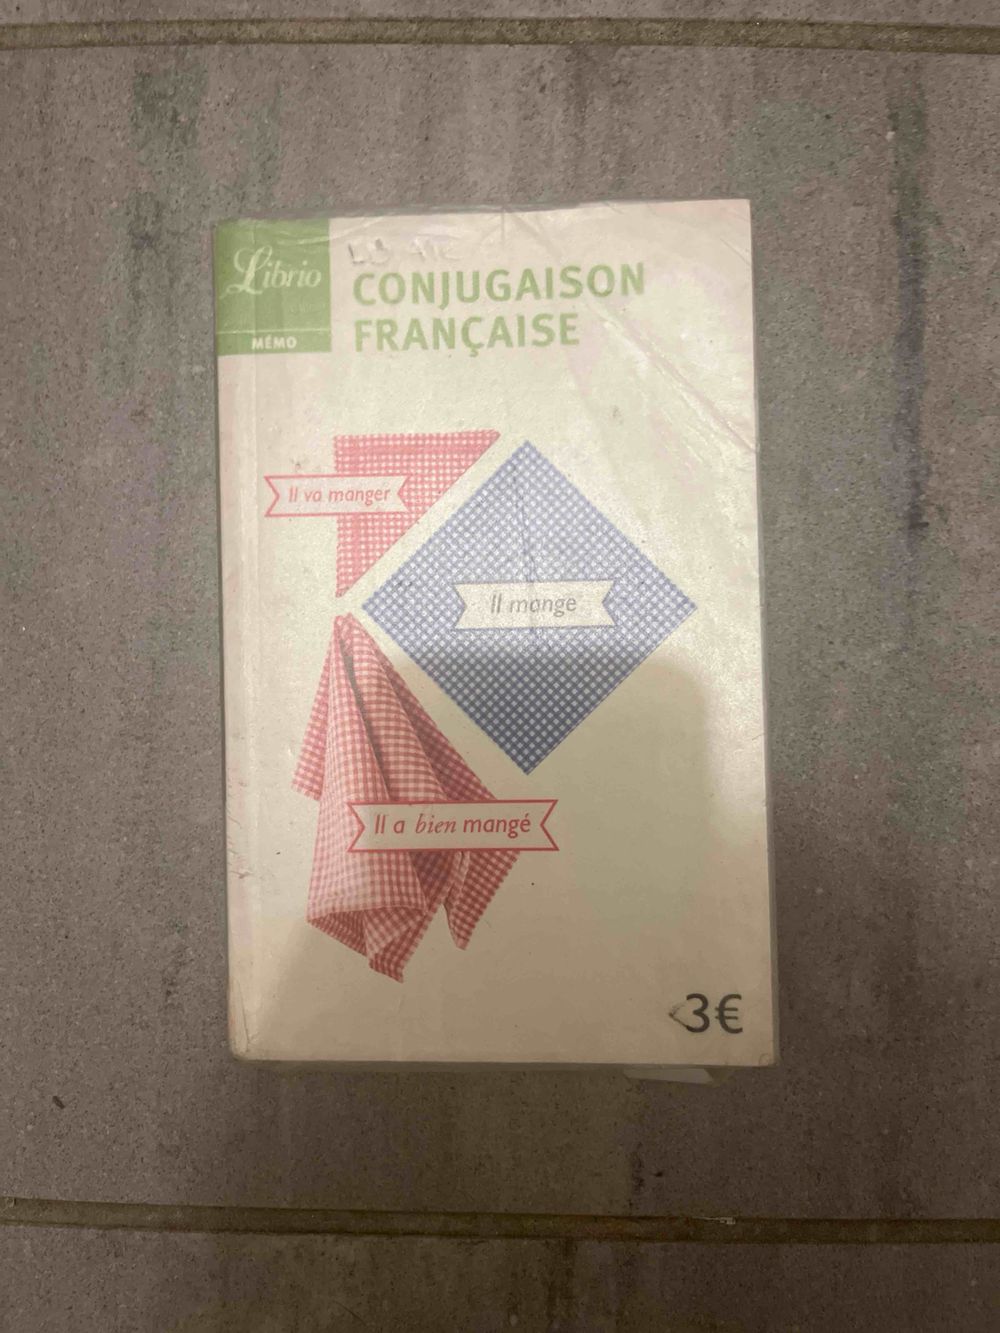 Librio
MÉMO
CONJUGAISON
FRANÇAISE
Il va manger
Il mange
Il a bien mangé
3€